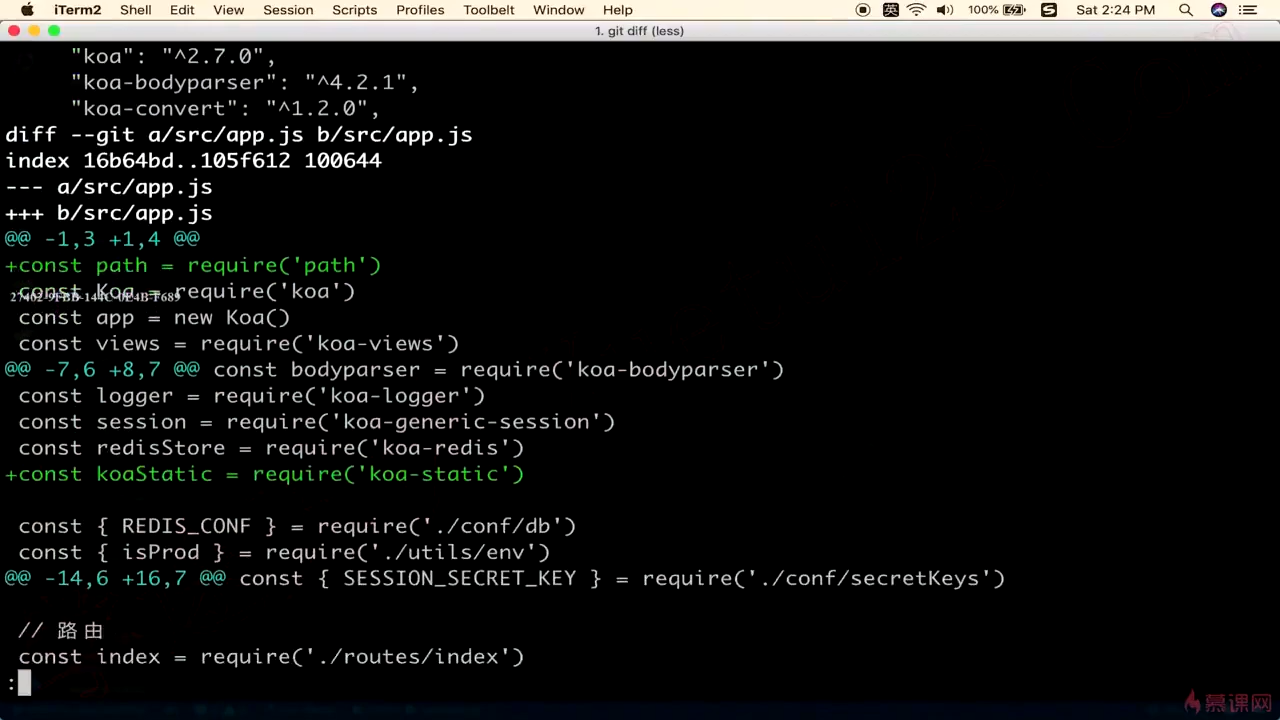 iTerm2 Shell Edit View Session Scripts Profiles Toolbelt Window Help 英 100% S Sat 2:24 PM
1. git diff (less)
"koa": "^2.7.0",
"koa-bodyparser": "^4.2.1",
"koa-convert": "^1.2.0",
diff --git a/src/app.js b/src/app.js
index 16b64bd..105f612 100644
--- a/src/app.js
+++ b/src/app.js
@@ -1,3 +1,4 @@
+const path = require('path')
const Koa = require('koa')
const app = new Koa()
const views = require('koa-views')
@@ -7,6 +8,7 @@ const bodyparser = require('koa-bodyparser')
const logger = require('koa-logger')
const session = require('koa-generic-session')
const redisStore = require('koa-redis')
+const koaStatic = require('koa-static')
const { REDIS_CONF } = require('./conf/db')
const { isProd } = require('./utils/env')
@@ -14,6 +16,7 @@ const { SESSION_SECRET_KEY } = require('./conf/secretKeys')
// 路由
const index = require('./routes/index')
:
慕课网